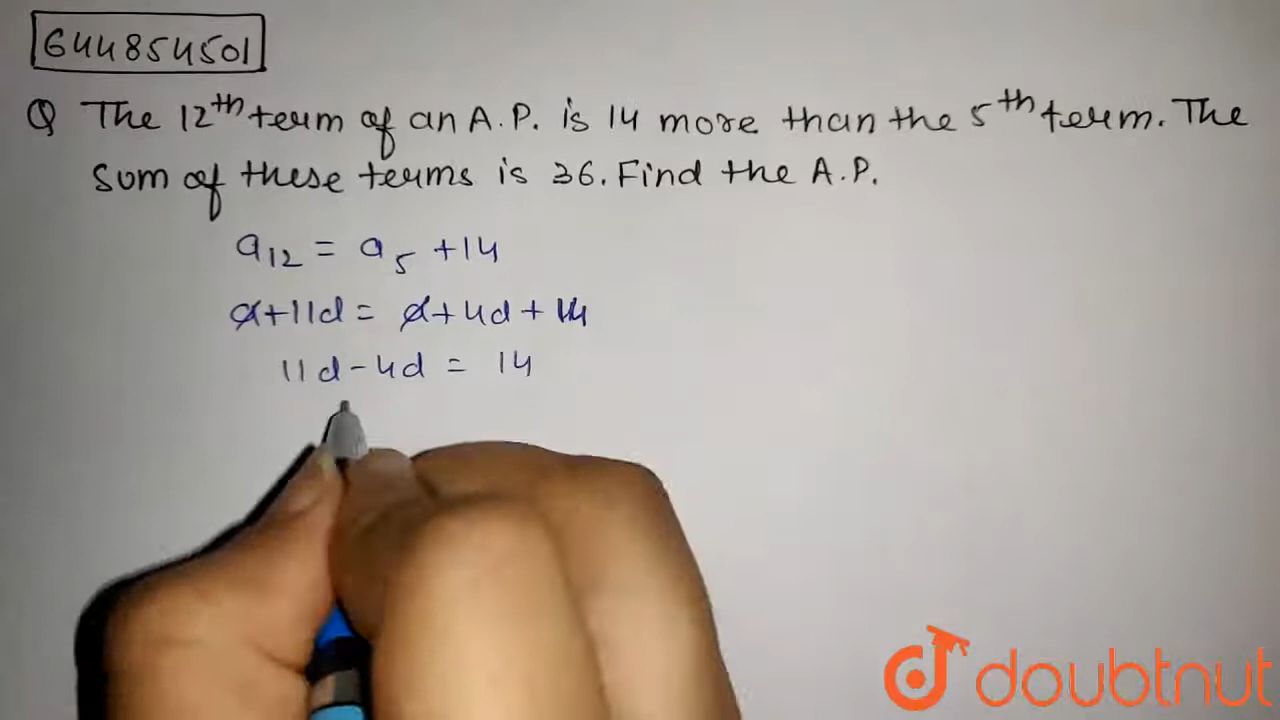 644854501
Q The 12th term of an A.P. is 14 more than the 5th term. The
sum of these terms is 36. Find the A.P.
a12 = a5 + 14
a + 11d = a + 4d + 14
11d - 4d = 14
doubtnut